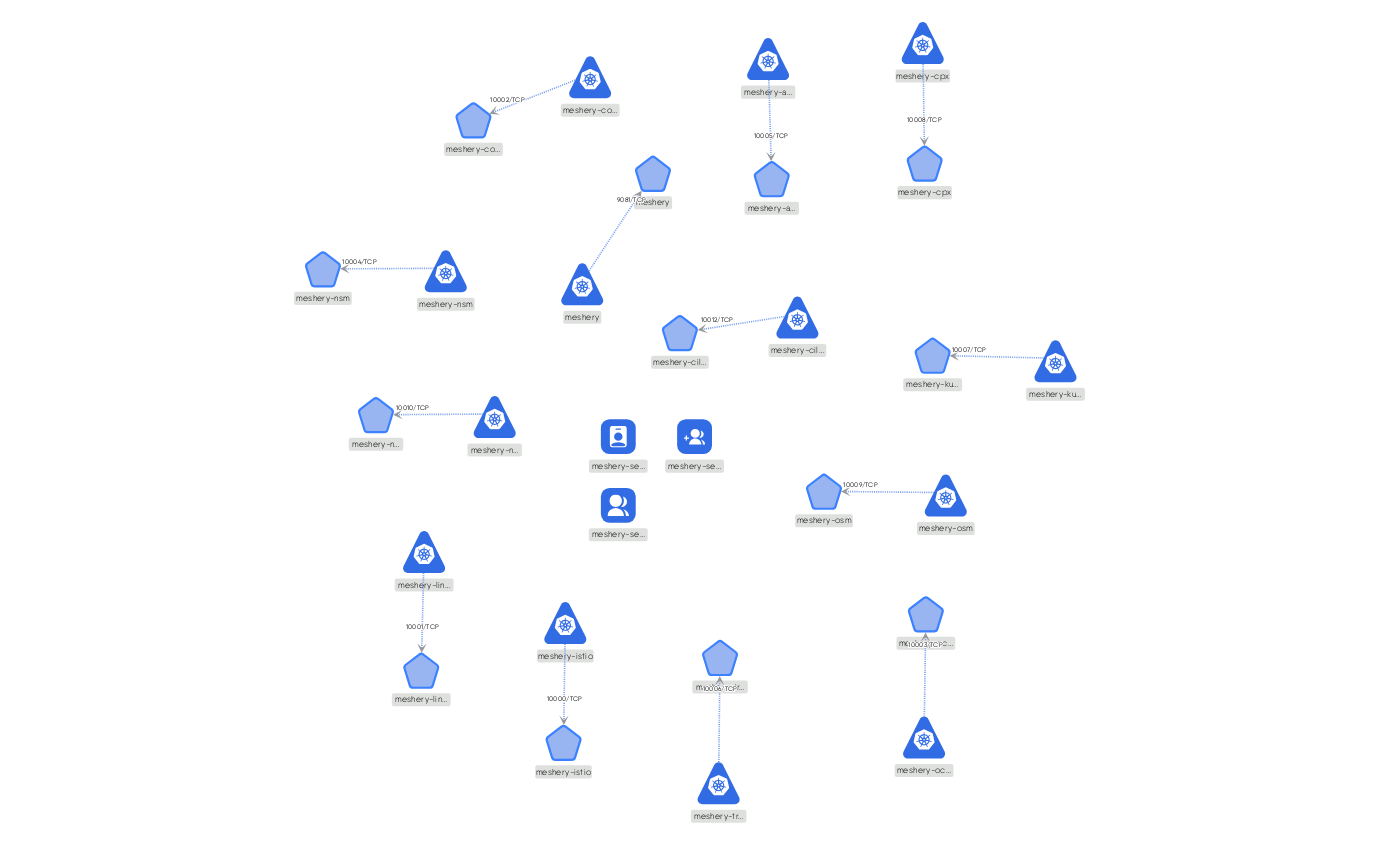 meshery-cpx
meshery-a...
10002/TCP
meshery-co...
10008/TCP
10005/TCP
meshery-co...
meshery-cpx
9081/TCP
meshery-a...
10004/TCP
meshery-nsm
meshery-nsm
meshery
10012/TCP
meshery-cil...
10007/TCP
meshery-cil...
meshery-ku...
meshery-ku...
10010/TCP
meshery-n...
meshery-n...
meshery-se...
meshery-se...
10009/TCP
meshery-osm
meshery-osm
meshery-se...
meshery-lin...
10001/TCP
10003/TCP
meshery-istio
10006/TCP
meshery-lin...
10000/TCP
meshery-istio
meshery-oc...
meshery-tr...